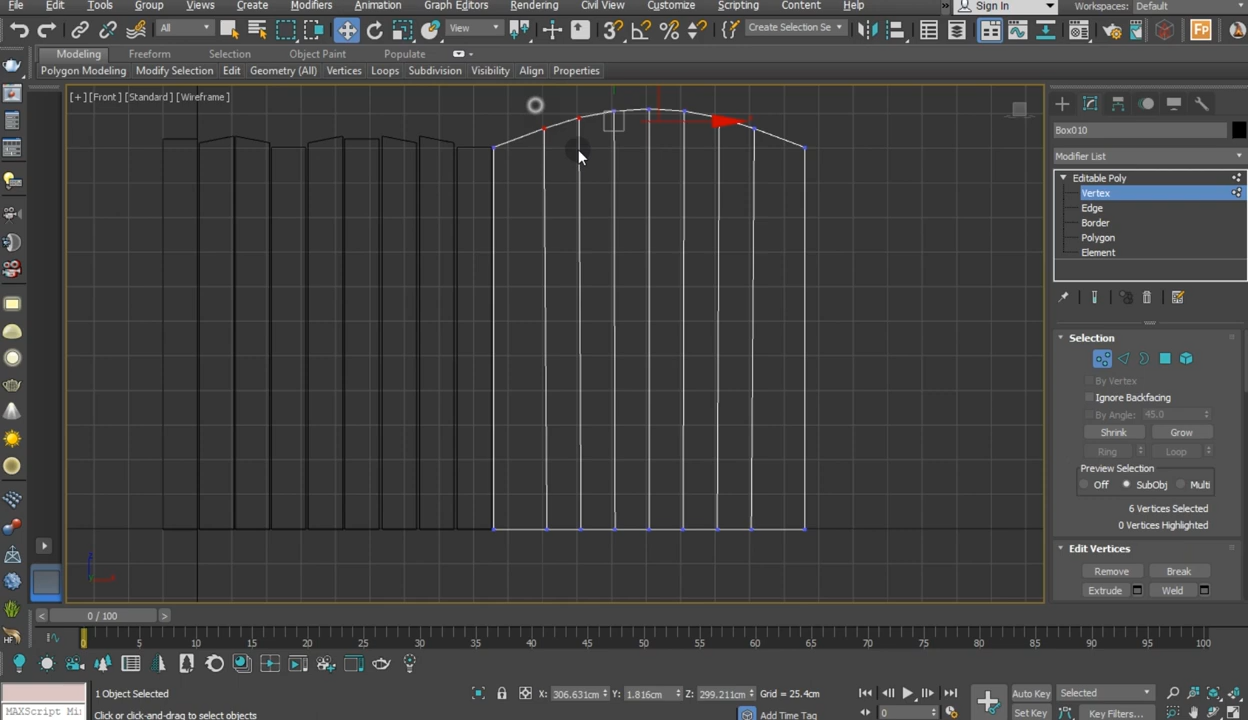 File Edit Tools Group Views Create Modifiers Animation Graph Editors Rendering Civil View Customize Scripting Content Help » Sign In Workspaces: Default
All View Create Selection Se Fp
Modeling Freeform Selection Object Paint Populate
Polygon Modeling Modify Selection Edit Geometry (All) Vertices Loops Subdivision Visibility Align Properties
[+] [Front] [Standard] [Wireframe]
Box010
Modifier List
Editable Poly
Vertex
Edge
Border
Polygon
Element
Selection
By Vertex
Ignore Backfacing
By Angle: 45.0
Shrink Grow
Ring Loop
Preview Selection
Off SubObj Multi
6 Vertices Selected
0 Vertices Highlighted
Edit Vertices
Remove Break
Extrude Weld
< 0 / 100 >
0 5 10 15 20 25 30 35 40 45 50 55 60 65 70 75 80 85 90 95 100
1 Object Selected X: 306.631cm Y: 1.816cm Z: 299.211cm Grid = 25.4cm Auto Key Selected
MAXScript Mi Click or click-and-drag to select objects Add Time Tag 0 Set Key Key Filters...